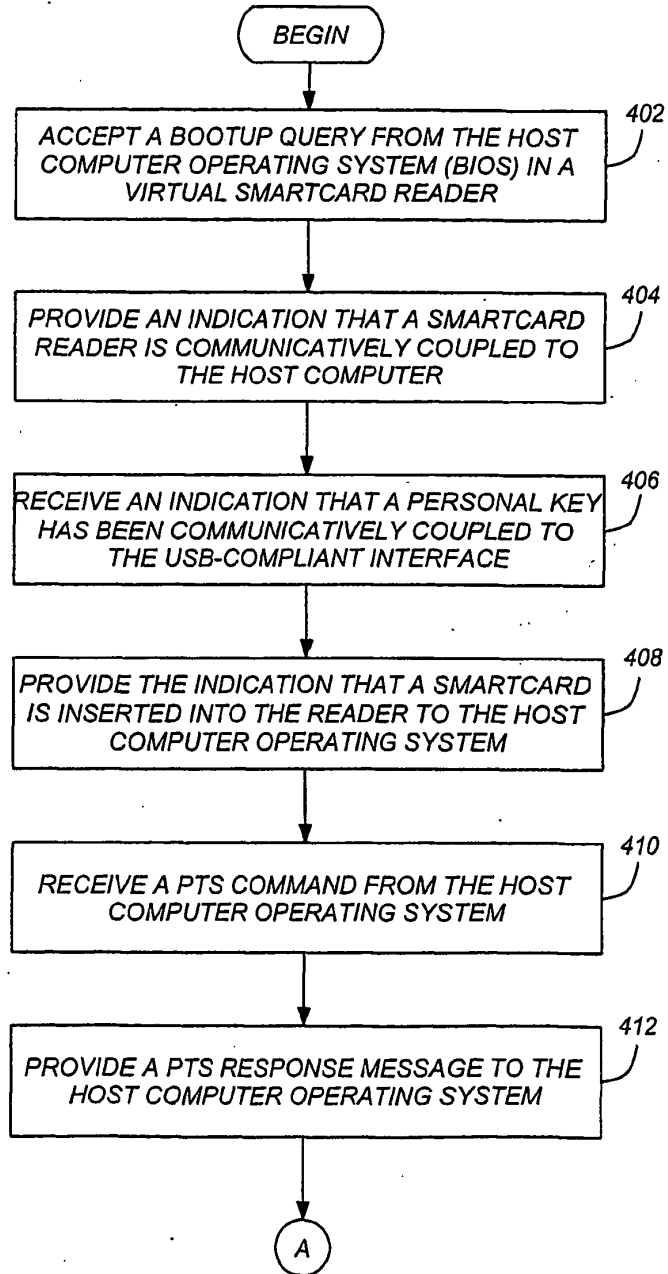 BEGIN
402
ACCEPT A BOOTUP QUERY FROM THE HOST
COMPUTER OPERATING SYSTEM (BIOS) IN A
VIRTUAL SMARTCARD READER
404
PROVIDE AN INDICATION THAT A SMARTCARD
READER IS COMMUNICATIVELY COUPLED TO
THE HOST COMPUTER
406
RECEIVE AN INDICATION THAT A PERSONAL KEY
HAS BEEN COMMUNICATIVELY COUPLED TO
THE USB-COMPLIANT INTERFACE
408
PROVIDE THE INDICATION THAT A SMARTCARD
IS INSERTED INTO THE READER TO THE HOST
COMPUTER OPERATING SYSTEM
410
RECEIVE A PTS COMMAND FROM THE HOST
COMPUTER OPERATING SYSTEM
412
PROVIDE A PTS RESPONSE MESSAGE TO THE
HOST COMPUTER OPERATING SYSTEM
A